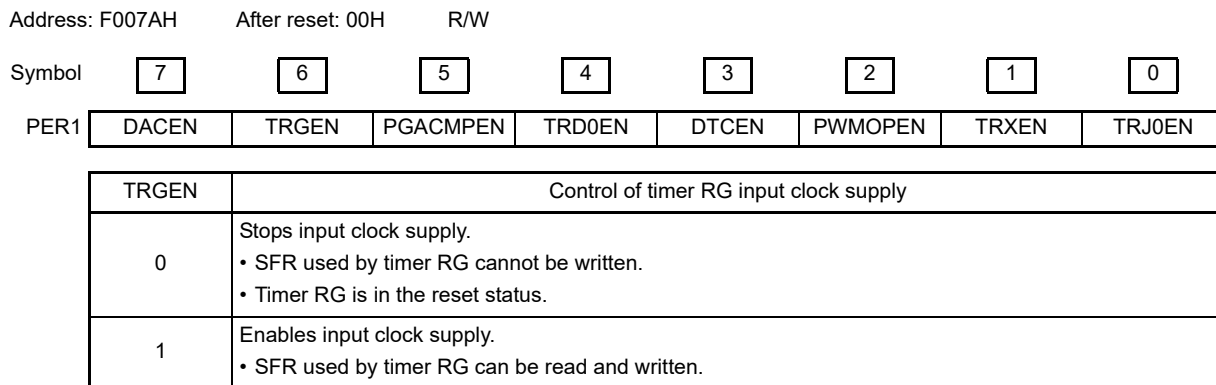 Address: F007AH After reset: 00H R/W
Symbol 7 6 5 4 3 2 1 0
PER1 DACEN TRGEN PGACMPEN TRD0EN DTCEN PWMOPEN TRXEN TRJ0EN
TRGEN Control of timer RG input clock supply
0 Stops input clock supply.
• SFR used by timer RG cannot be written.
• Timer RG is in the reset status.
1 Enables input clock supply.
• SFR used by timer RG can be read and written.